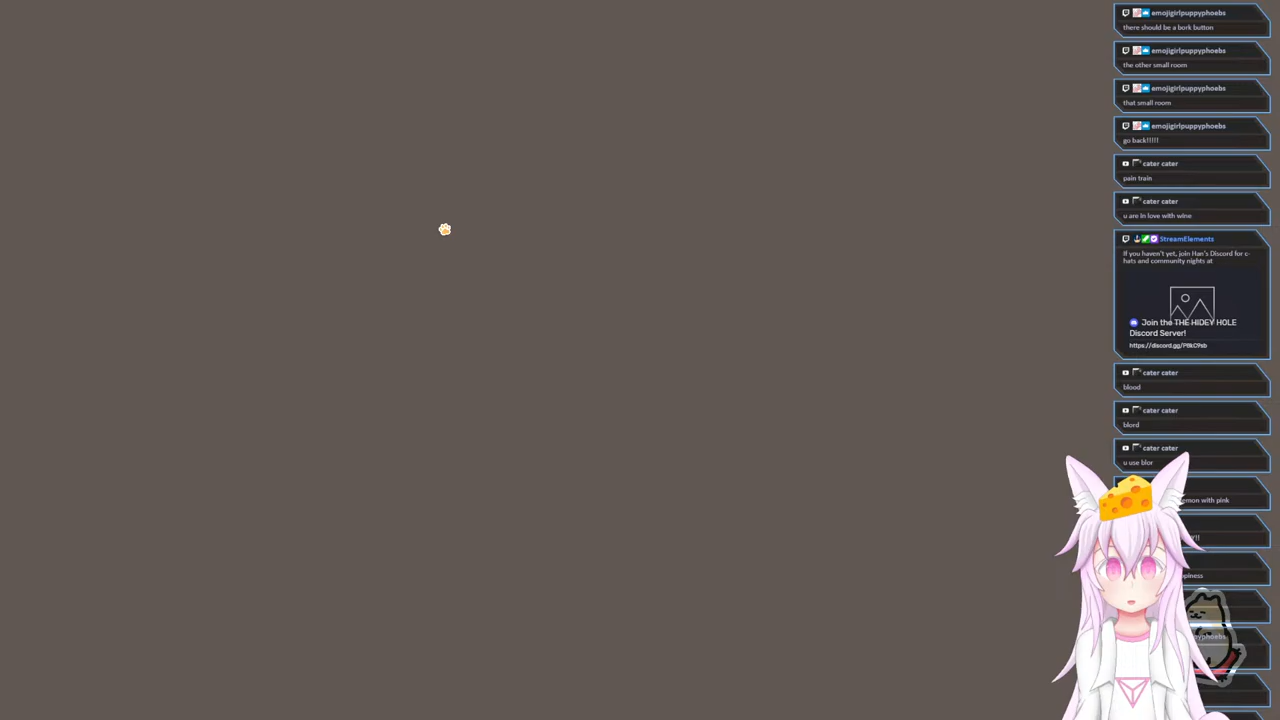 emojigirlpuppyphoebs
there should be a bork button
emojigirlpuppyphoebs
the other small room
emojigirlpuppyphoebs
that small room
emojigirlpuppyphoebs
go back!!!!!
cater cater
pain train
cater cater
u are in love with wine
StreamElements
If you haven't yet, join Han's Discord for c-
hats and community nights at
Join the THE HIDEY HOLE
Discord Server!
cater cater
blood
cater cater
blord
cater cater
u use blor
with pink